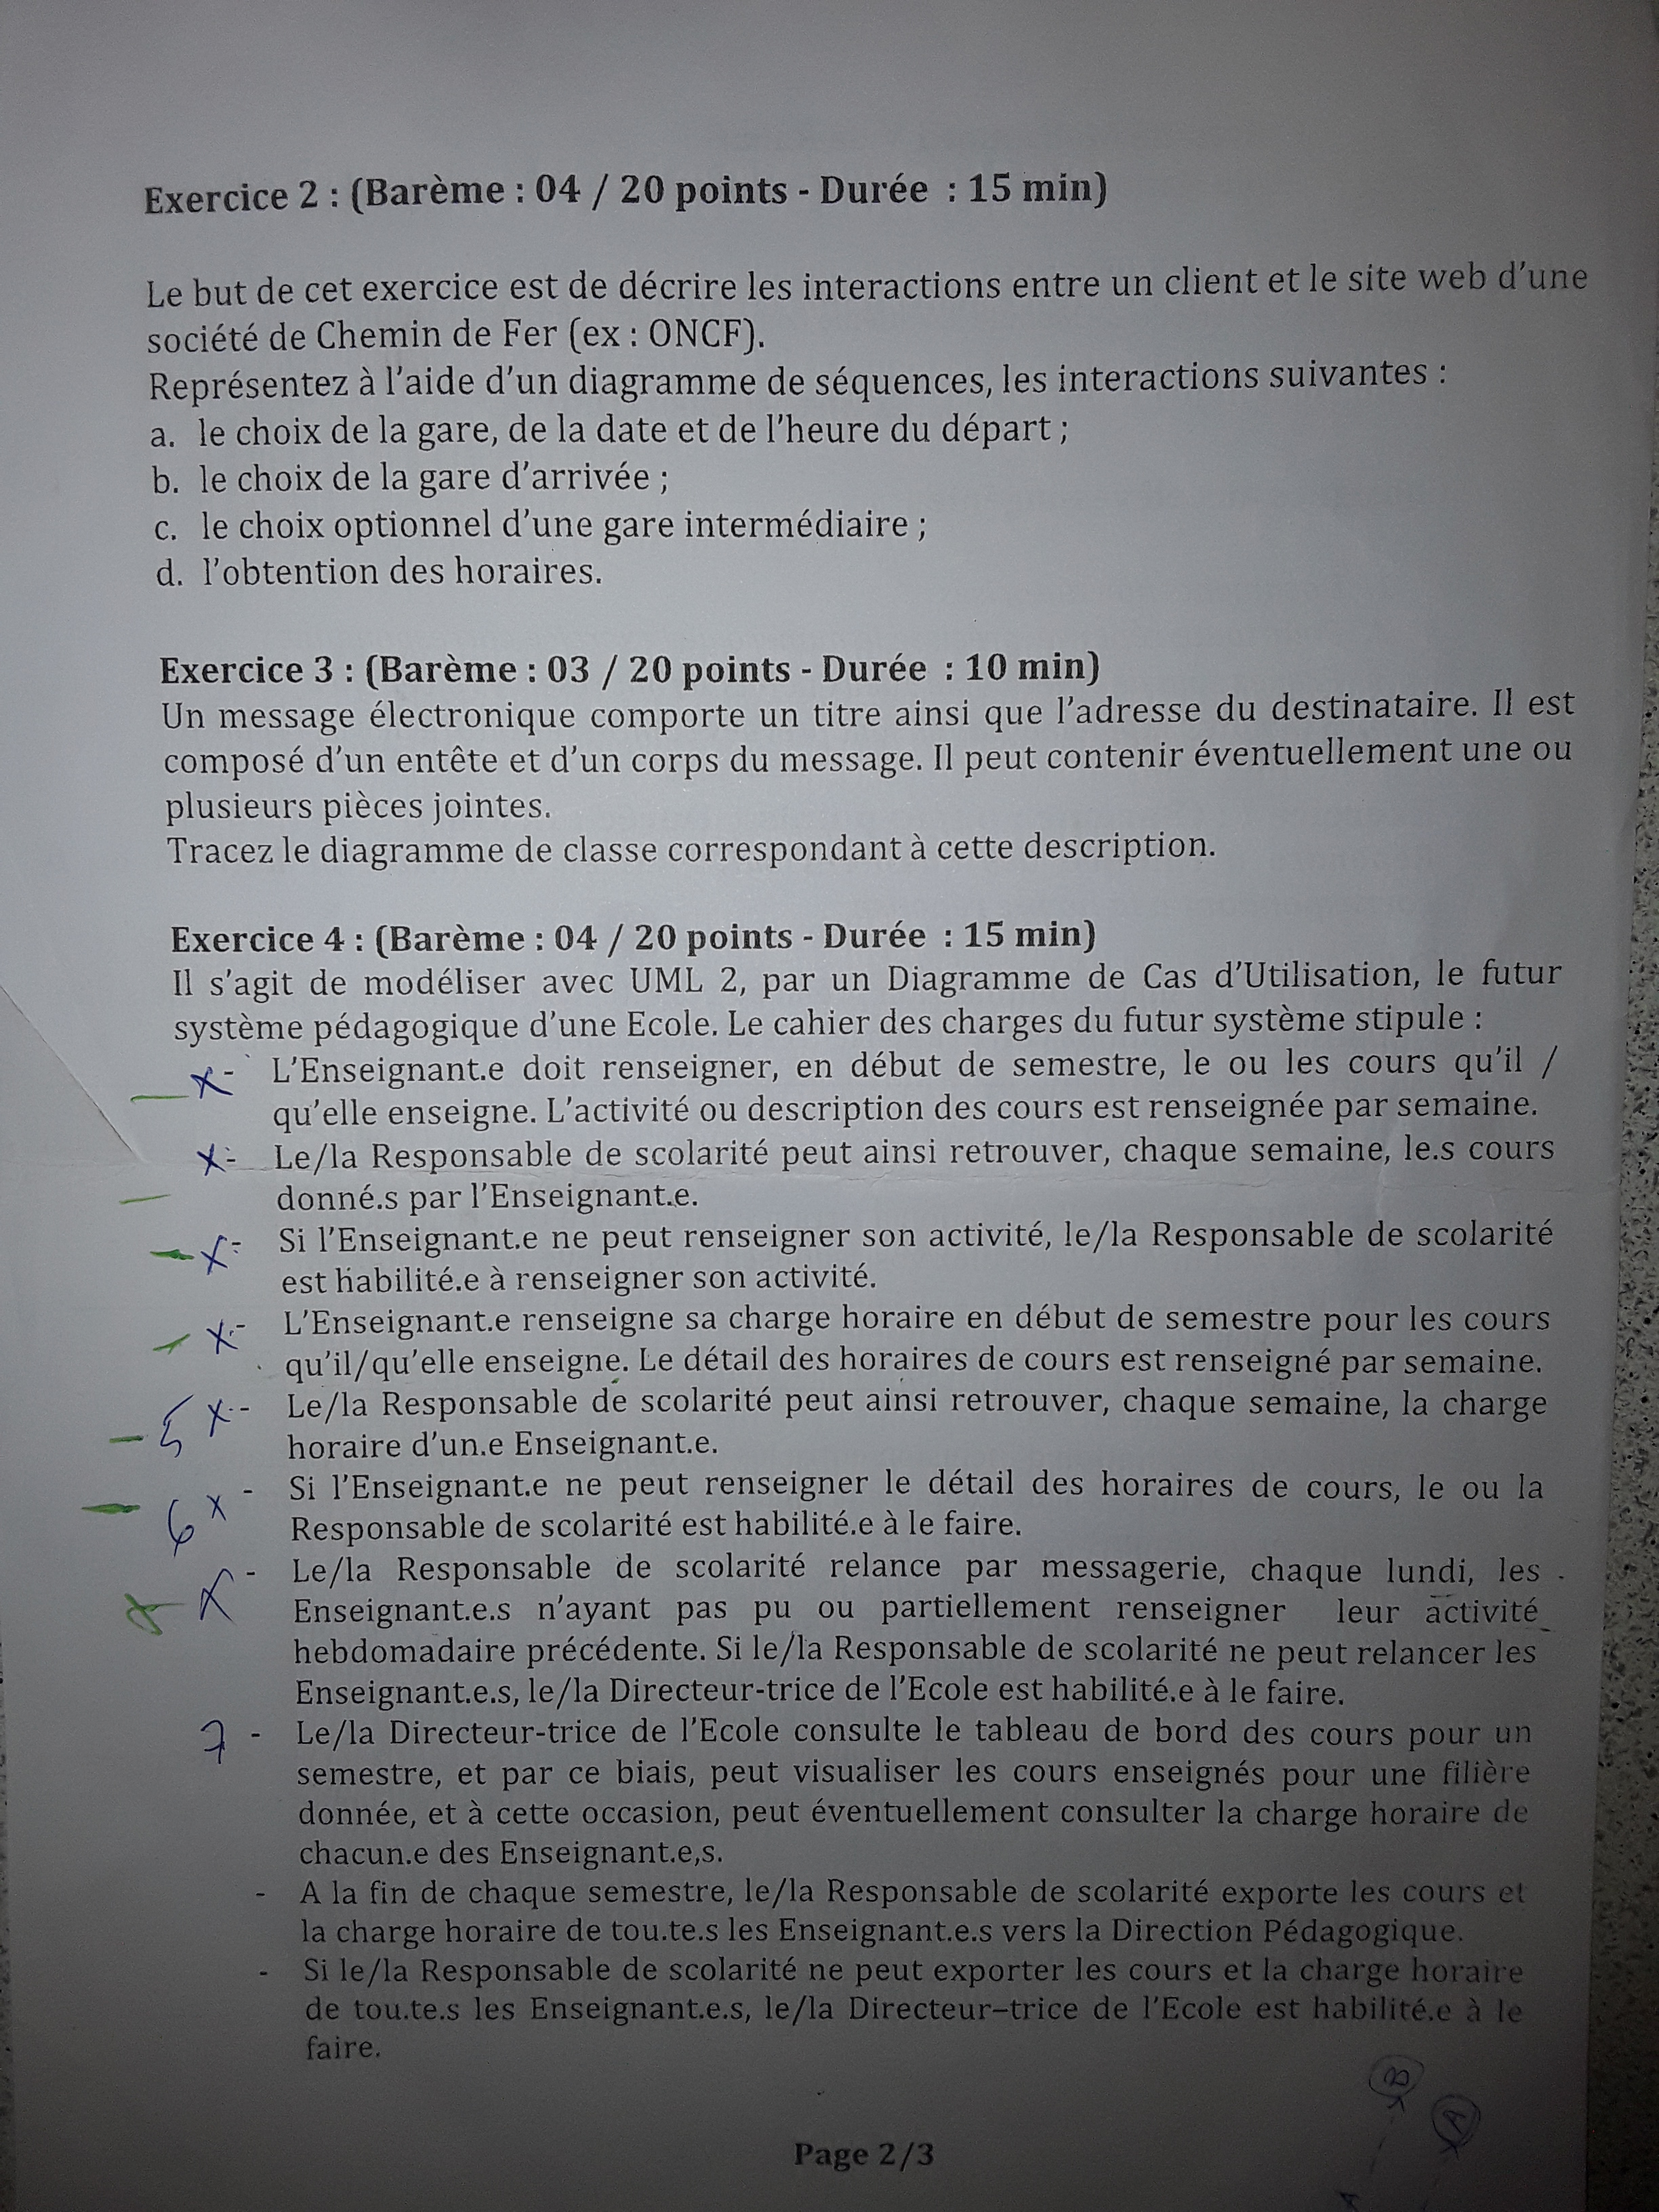 Exercice 2 : (Barème : 04 / 20 points - Durée : 15 min)
Le but de cet exercice est de décrire les interactions entre un client et le site web d'une
société de Chemin de Fer (ex : ONCF).
Représentez à l'aide d'un diagramme de séquences, les interactions suivantes :
a. le choix de la gare, de la date et de l'heure du départ ;
b. le choix de la gare d'arrivée ;
c. le choix optionnel d'une gare intermédiaire ;
d. l'obtention des horaires.
Exercice 3 : (Barème : 03 / 20 points - Durée : 10 min)
Un message électronique comporte un titre ainsi que l'adresse du destinataire. Il est
composé d'un entête et d'un corps du message. Il peut contenir éventuellement une ou
plusieurs pièces jointes.
Tracez le diagramme de classe correspondant à cette description.
Exercice 4 : (Barème : 04 / 20 points - Durée : 15 min)
Il s'agit de modéliser avec UML 2, par un Diagramme de Cas d'Utilisation, le futur
système pédagogique d'une Ecole. Le cahier des charges du futur système stipule :
x - L'Enseignant.e doit renseigner, en début de semestre, le ou les cours qu'il /
qu'elle enseigne. L'activité ou description des cours est renseignée par semaine.
x - Le/la Responsable de scolarité peut ainsi retrouver, chaque semaine, le.s cours
donné.s par l'Enseignant.e.
x - Si l'Enseignant.e ne peut renseigner son activité, le/la Responsable de scolarité
est habilité.e à renseigner son activité.
x - L'Enseignant.e renseigne sa charge horaire en début de semestre pour les cours
qu'il/qu'elle enseigne. Le détail des horaires de cours est renseigné par semaine.
5 x - Le/la Responsable de scolarité peut ainsi retrouver, chaque semaine, la charge
horaire d'un.e Enseignant.e.
6 x - Si l'Enseignant.e ne peut renseigner le détail des horaires de cours, le ou la
Responsable de scolarité est habilité.e à le faire.
x - Le/la Responsable de scolarité relance par messagerie, chaque lundi, les
Enseignant.e.s n'ayant pas pu ou partiellement renseigner leur activité
hebdomadaire précédente. Si le/la Responsable de scolarité ne peut relancer les
Enseignant.e.s, le/la Directeur-trice de l'Ecole est habilité.e à le faire.
7 - Le/la Directeur-trice de l'Ecole consulte le tableau de bord des cours pour un
semestre, et par ce biais, peut visualiser les cours enseignés pour une filière
donnée, et à cette occasion, peut éventuellement consulter la charge horaire de
chacun.e des Enseignant.e,s.
- A la fin de chaque semestre, le/la Responsable de scolarité exporte les cours et
la charge horaire de tou.te.s les Enseignant.e.s vers la Direction Pédagogique.
- Si le/la Responsable de scolarité ne peut exporter les cours et la charge horaire
de tou.te.s les Enseignant.e.s, le/la Directeur–trice de l'Ecole est habilité.e à le
faire.
Page 2/3